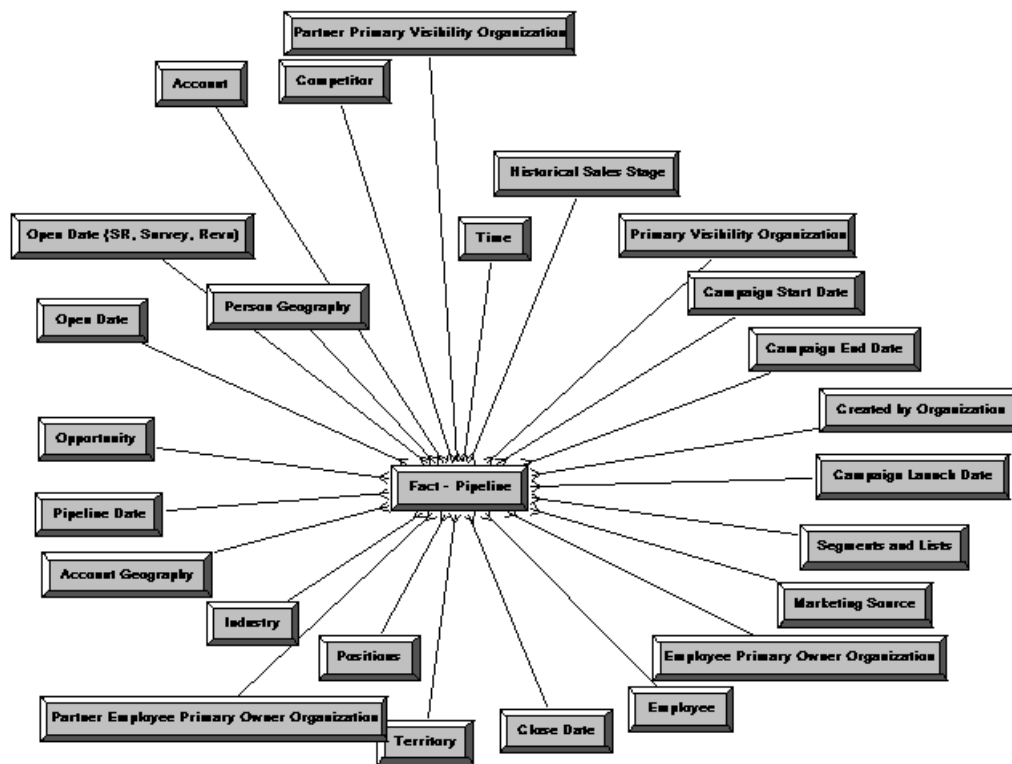 Partner Primary Visibility Organization
Account
Competitor
Historical Sales Stage
Open Date (SR, Survey, Revn)
Time
Primary Visibility Organization
Person Geography
Campaign Start Date
Open Date
Campaign End Date
Created by Organization
Opportunity
Fact - Pipeline
Campaign Launch Date
Pipeline Date
Segments and Lists
Account Geography
Marketing Source
Industry
Positions
Employee Primary Owner Organization
Partner Employee Primary Owner Organization
Employee
Territory
Close Date